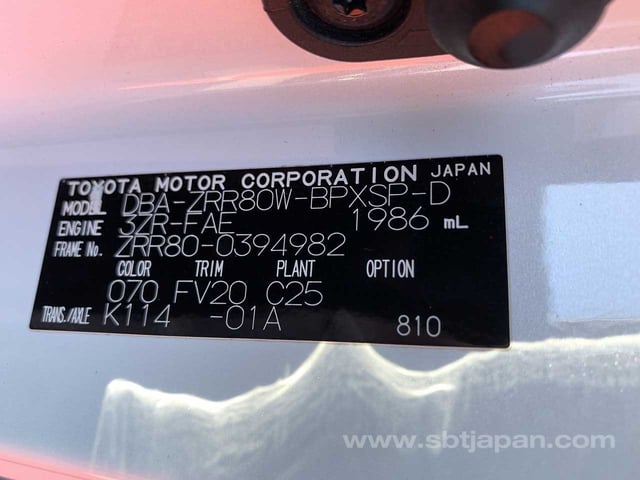 TOYOTA MOTOR CORPORATION JAPAN
MODEL DBA-ZRR80W-BPXSP-D
ENGINE 3ZR-FAE 1986 mL
FRAME No. ZRR80-0394982
COLOR TRIM PLANT OPTION
070 FV20 C25
TRANS./AXLE K114 -01A 810
www.sbtjapan.com